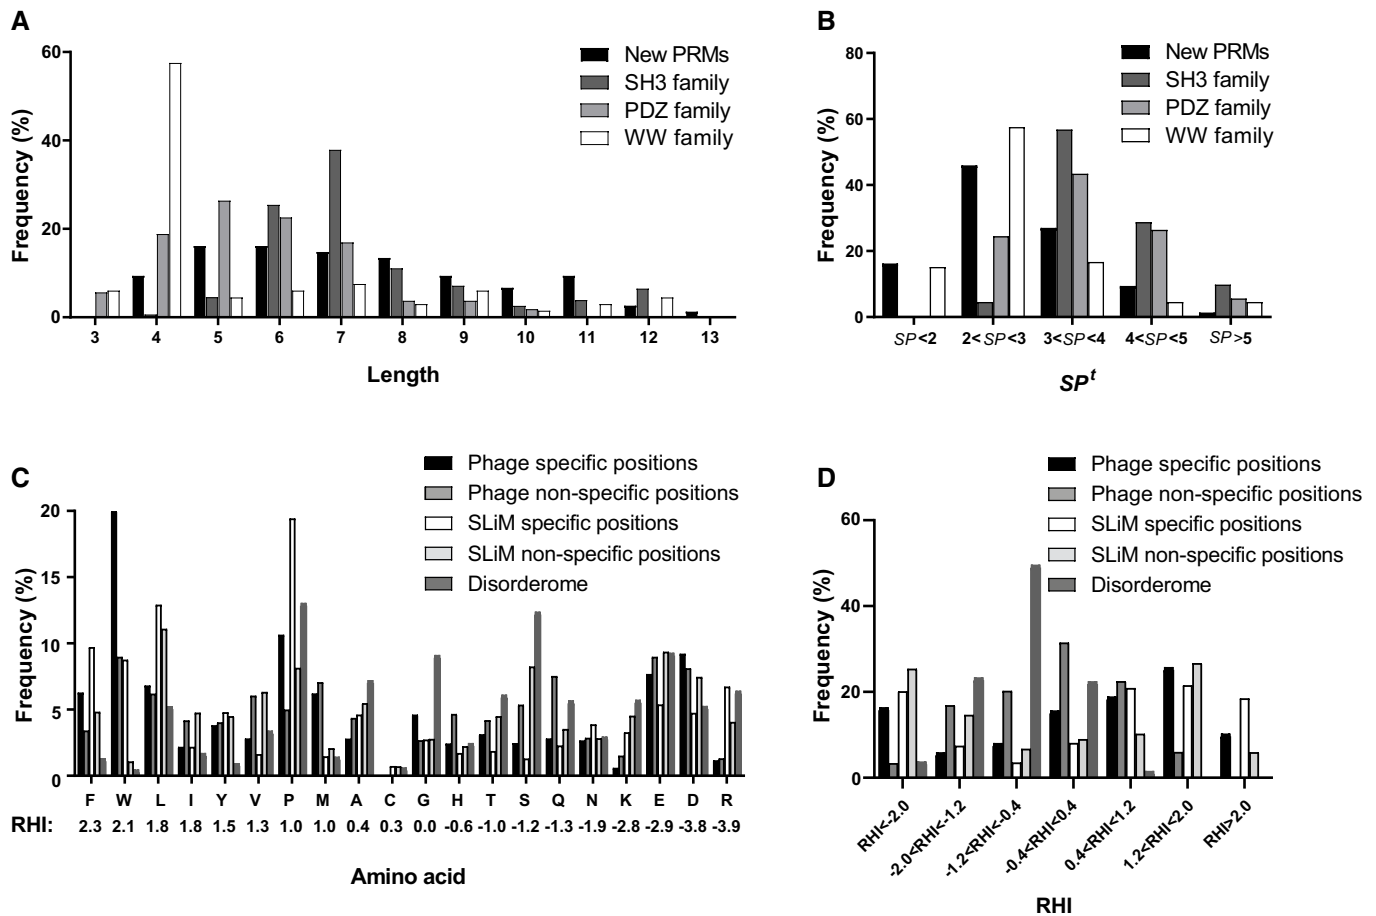 A
60
40
20
0
Frequency (%)
New PRMs
SH3 family
PDZ family
WW family
3 4 5 6 7 8 9 10 11 12 13
Length
B
80
60
40
20
0
Frequency (%)
New PRMs
SH3 family
PDZ family
WW family
SP<2 2<SP<3 3<SP<4 4<SP<5 SP>5
SP^t
C
20
15
10
5
0
Frequency (%)
Phage specific positions
Phage non-specific positions
SLiM specific positions
SLiM non-specific positions
Disorderome
F W L I Y V P M A C G H T S Q N K E D R
RHI: 2.3 2.1 1.8 1.8 1.5 1.3 1.0 1.0 0.4 0.3 0.0 -0.6 -1.0 -1.2 -1.3 -1.9 -2.8 -2.9 -3.8 -3.9
Amino acid
D
60
40
20
0
Frequency (%)
Phage specific positions
Phage non-specific positions
SLiM specific positions
SLiM non-specific positions
Disorderome
RHI<-2.0
-2.0<RHI<-1.2
-1.2<RHI<-0.4
-0.4<RHI<0.4
0.4<RHI<1.2
1.2<RHI<2.0
RHI>2.0
RHI